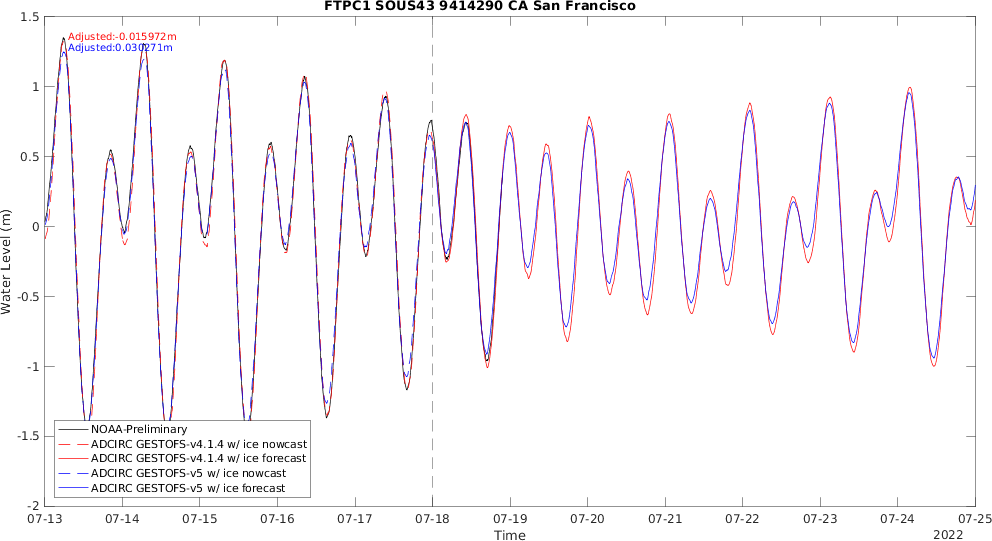 FTPC1 SOUS43 9414290 CA San Francisco
Adjusted:-0.015972m
Adjusted:0.030271m
Water Level (m)
1.5
1
0.5
0
-0.5
-1
-1.5
-2
NOAA-Preliminary
ADCIRC GESTOFS-v4.1.4 w/ ice nowcast
ADCIRC GESTOFS-v4.1.4 w/ ice forecast
ADCIRC GESTOFS-v5 w/ ice nowcast
ADCIRC GESTOFS-v5 w/ ice forecast
07-13 07-14 07-15 07-16 07-17 07-18 07-19 07-20 07-21 07-22 07-23 07-24 07-25
Time
2022